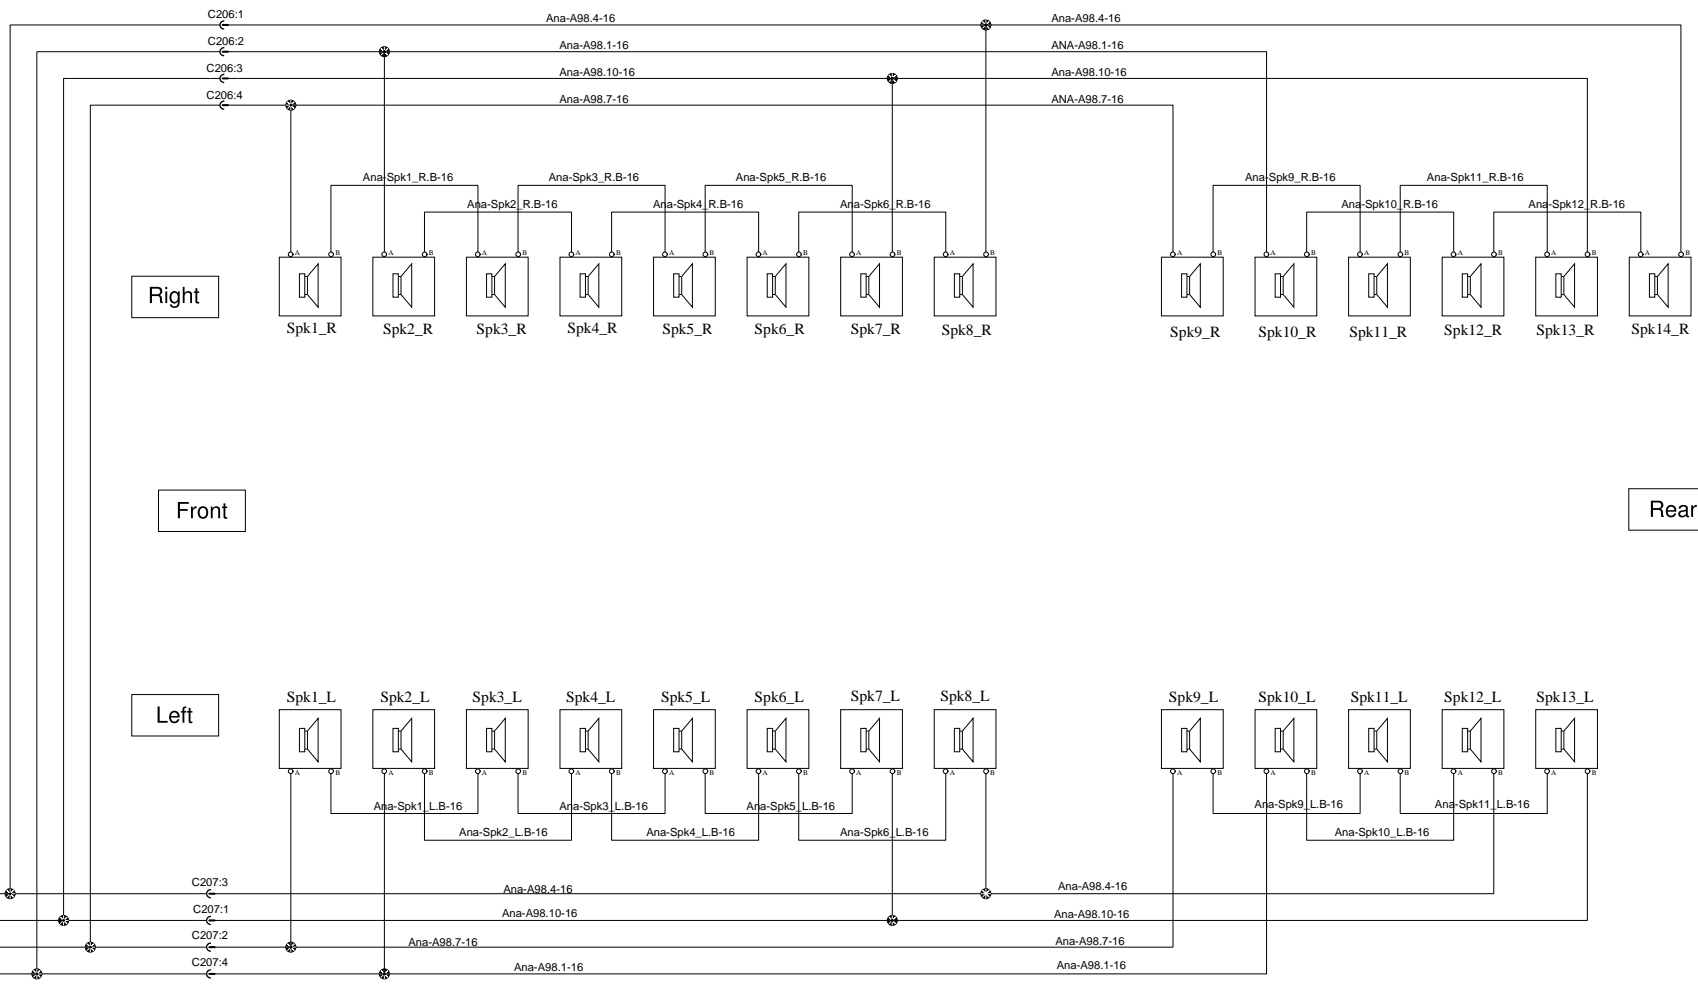 C206:1 Ana-A98.4-16 Ana-A98.4-16
C206:2 Ana-A98.1-16 ANA-A98.1-16
C206:3 Ana-A98.10-16 Ana-A98.10-16
C206:4 Ana-A98.7-16 ANA-A98.7-16
Ana-Spk1_R.B-16 Ana-Spk3_R.B-16 Ana-Spk5_R.B-16 Ana-Spk9_R.B-16 Ana-Spk11_R.B-16
Ana-Spk2_R.B-16 Ana-Spk4_R.B-16 Ana-Spk6_R.B-16 Ana-Spk10_R.B-16 Ana-Spk12_R.B-16
A B A B A B A B A B A B A B A B A B A B A B A B A B A B
Right
Spk1_R Spk2_R Spk3_R Spk4_R Spk5_R Spk6_R Spk7_R Spk8_R Spk9_R Spk10_R Spk11_R Spk12_R Spk13_R Spk14_R
Front Rear
Spk1_L Spk2_L Spk3_L Spk4_L Spk5_L Spk6_L Spk7_L Spk8_L Spk9_L Spk10_L Spk11_L Spk12_L Spk13_L
Left
A B A B A B A B A B A B A B A B A B A B A B A B A B
Ana-Spk1_L.B-16 Ana-Spk3_L.B-16 Ana-Spk5_L.B-16 Ana-Spk9_L.B-16 Ana-Spk11_L.B-16
Ana-Spk2_L.B-16 Ana-Spk4_L.B-16 Ana-Spk6_L.B-16 Ana-Spk10_L.B-16
C207:3 Ana-A98.4-16 Ana-A98.4-16
C207:1 Ana-A98.10-16 Ana-A98.10-16
C207:2 Ana-A98.7-16 Ana-A98.7-16
C207:4 Ana-A98.1-16 Ana-A98.1-16